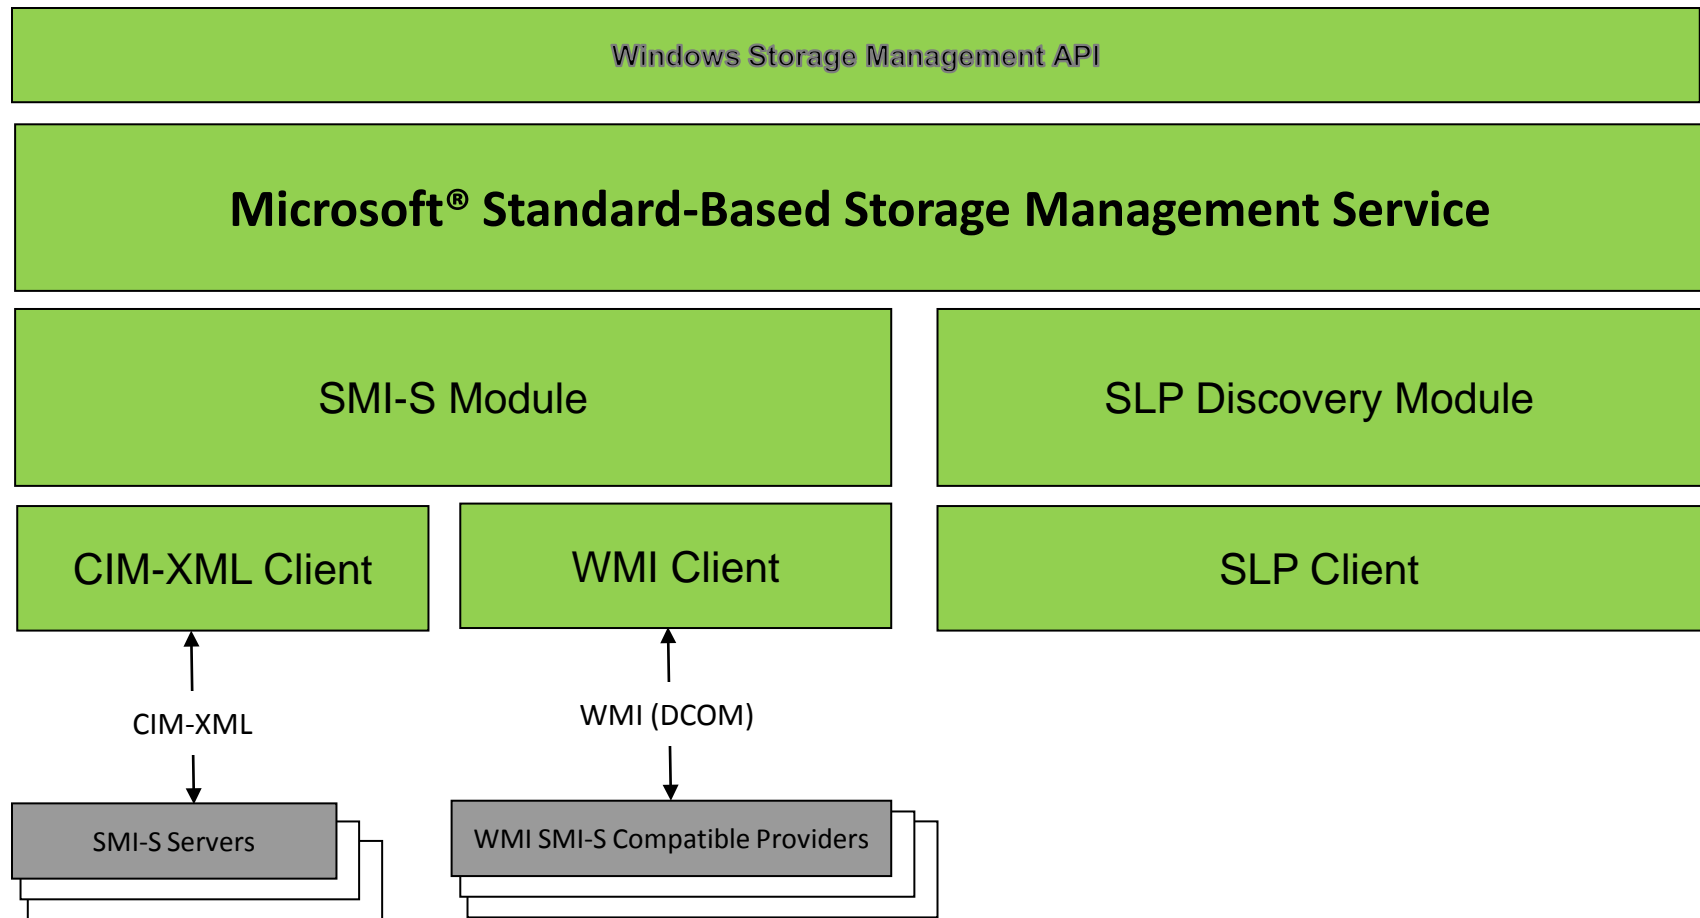 Windows Storage Management API
Microsoft® Standard-Based Storage Management Service
SMI-S Module
SLP Discovery Module
CIM-XML Client
WMI Client
SLP Client
CIM-XML
WMI (DCOM)
SMI-S Servers
WMI SMI-S Compatible Providers